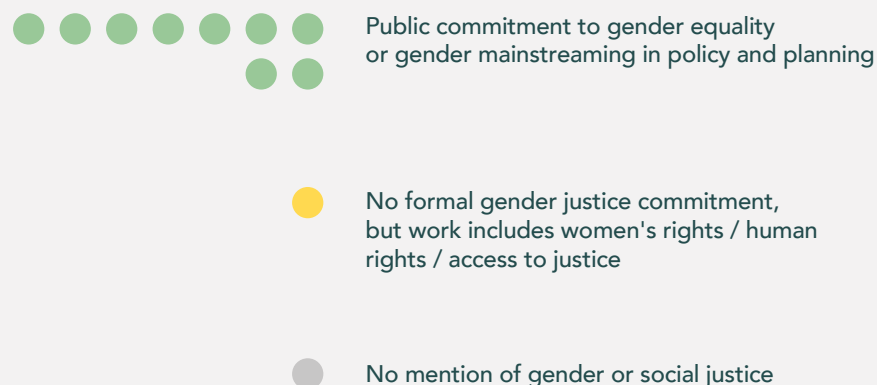 Public commitment to gender equality
or gender mainstreaming in policy and planning
No formal gender justice commitment,
but work includes women's rights / human
rights / access to justice
No mention of gender or social justice